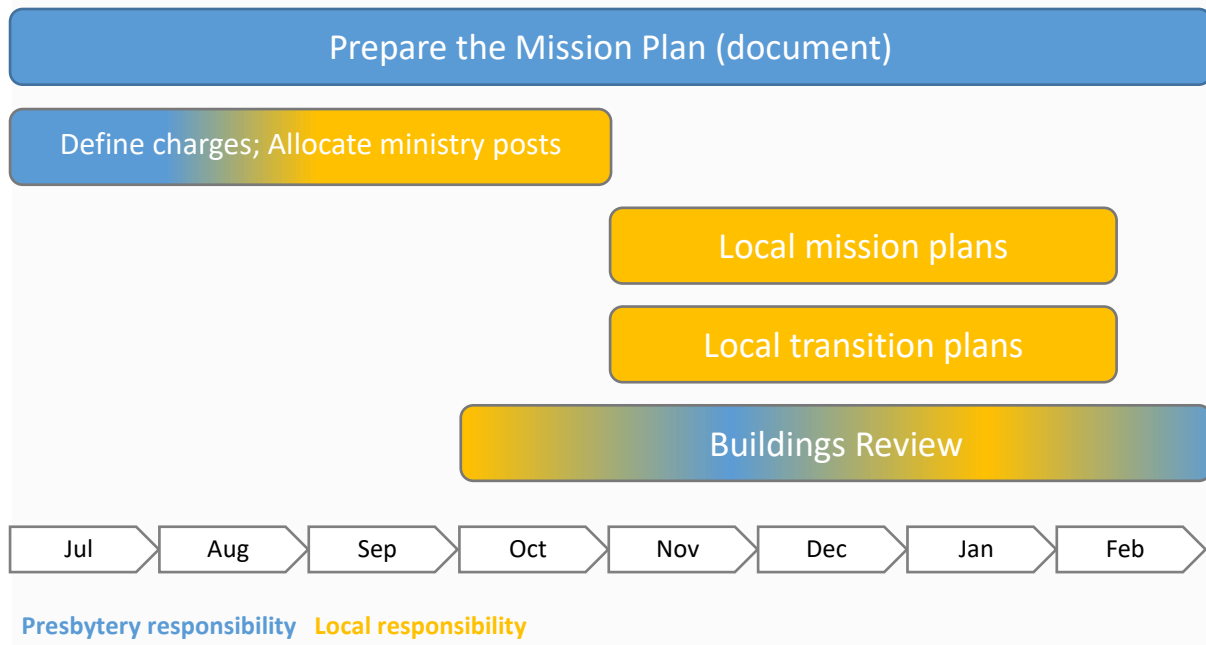 Prepare the Mission Plan (document)
Define charges; Allocate ministry posts
Local mission plans
Local transition plans
Buildings Review
Jul Aug Sep Oct Nov Dec Jan Feb
Presbytery responsibility Local responsibility